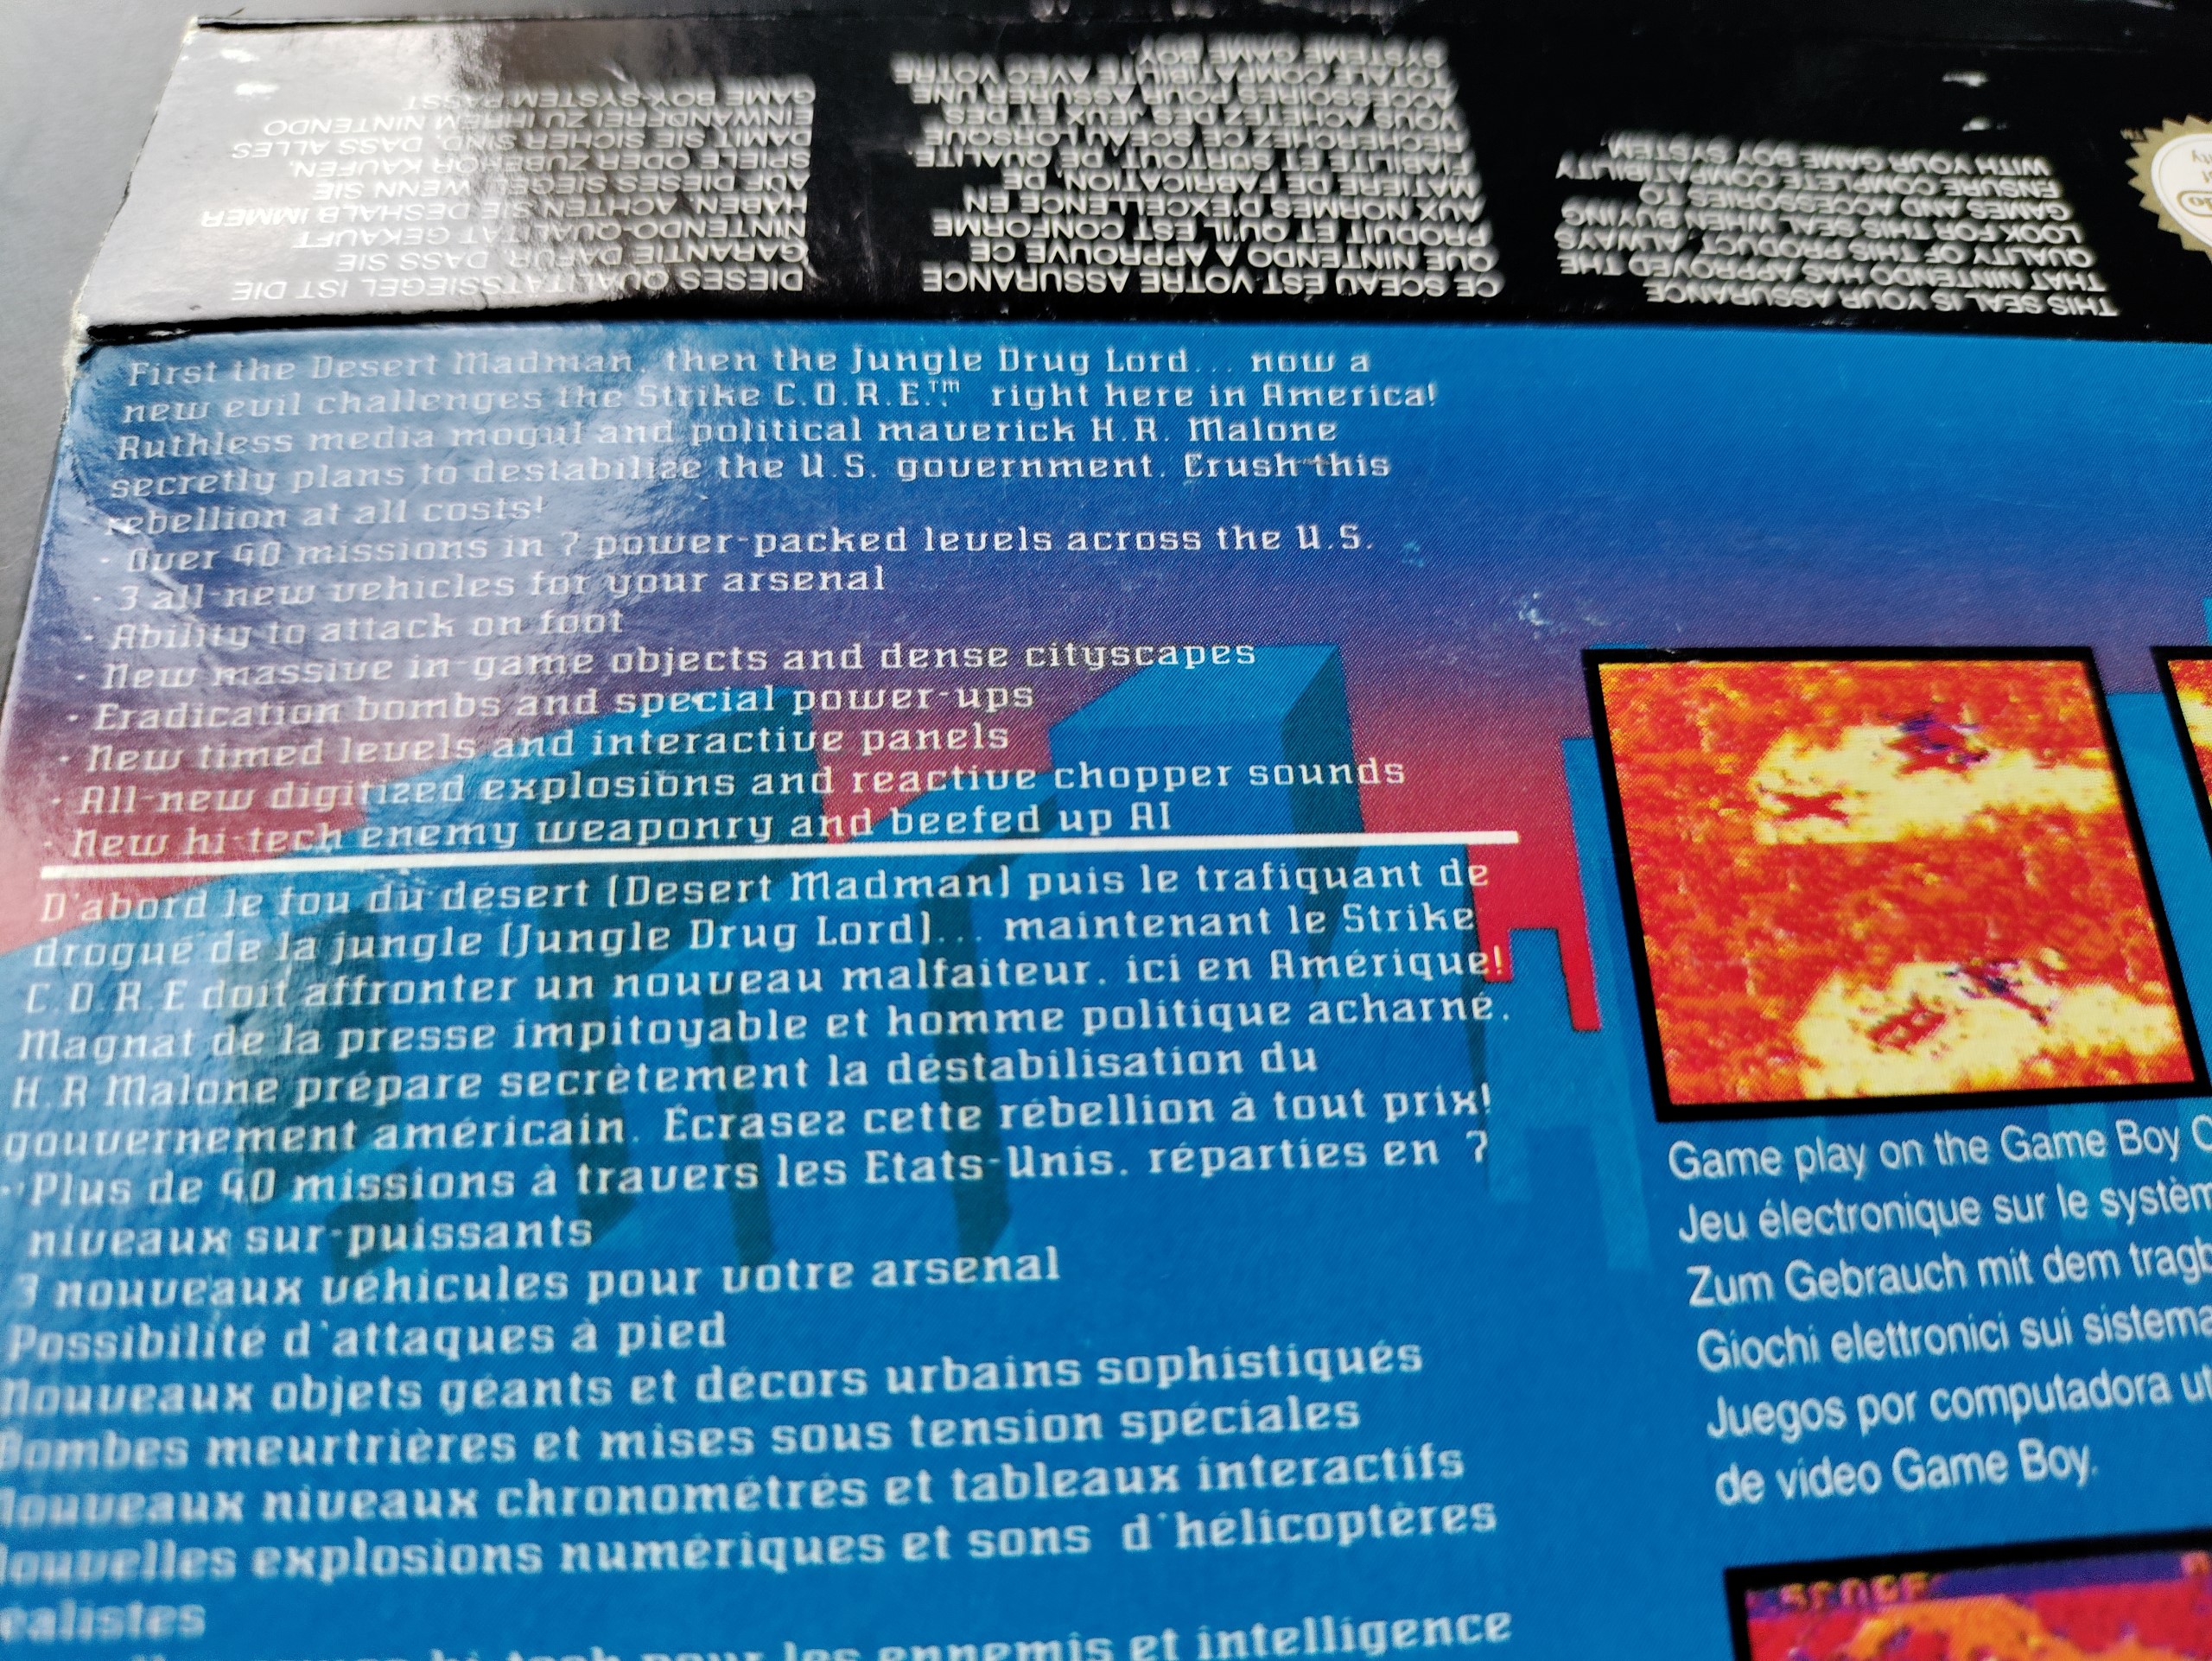 DIESES QUALITÄTSSIEGEL IST DIE
GARANTIE DAFÜR, DASS SIE
NINTENDO-QUALITÄT GEKAUFT
HABEN. ACHTEN SIE DESHALB IMMER
AUF DIESES SIEGEL, WENN SIE
SPIELE ODER ZUBEHÖR KAUFEN,
DAMIT SIE SICHER SIND, DASS ALLES
EINWANDFREI ZU IHREM NINTENDO
GAME BOY-SYSTEM PASST
CE SCEAU EST VOTRE ASSURANCE
QUE NINTENDO A APPROUVE CE
PRODUIT ET QU'IL EST CONFORME
AUX NORMES D'EXCELLENCE EN
MATIERE DE FABRICATION, DE
FIABILITE ET SURTOUT, DE QUALITE
RECHERCHEZ CE SCEAU LORSQUE
VOUS ACHETEZ DES JEUX ET DES
ACCESSOIRES POUR ASSURER UNE
TOTALE COMPATIBILITE AVEC VOTRE
SYSTEME GAME BOY
THIS SEAL IS YOUR ASSURANCE
THAT NINTENDO HAS APPROVED THE
QUALITY OF THIS PRODUCT. ALWAYS
LOOK FOR THIS SEAL WHEN BUYING
GAMES AND ACCESSORIES TO
ENSURE COMPLETE COMPATIBILITY
WITH YOUR GAME BOY SYSTEM
First the Desert Madman, then the Jungle Drug Lord... now a
new evil challenges the Strike C.O.R.E.™ right here in America!
Ruthless media mogul and political maverick H.R. Malone
secretly plans to destabilize the U.S. government. Crush this
rebellion at all costs!
· Over 40 missions in 7 power-packed levels across the U.S.
· 3 all-new vehicles for your arsenal
· Ability to attack on foot
· New massive in-game objects and dense cityscapes
· Eradication bombs and special power-ups
· New timed levels and interactive panels
· All-new digitized explosions and reactive chopper sounds
· New hi-tech enemy weaponry and beefed up AI
D'abord le fou du désert [Desert Madman] puis le trafiquant de
drogue de la jungle [Jungle Drug Lord]... maintenant le Strike
C.O.R.E doit affronter un nouveau malfaiteur, ici en Amérique!
Magnat de la presse impitoyable et homme politique acharné,
H.R Malone prépare secrètement la déstabilisation du
gouvernement américain. Écrasez cette rébellion à tout prix!
· Plus de 40 missions à travers les Etats-Unis, réparties en 7
niveaux sur-puissants
3 nouveaux véhicules pour votre arsenal
Possibilité d'attaques à pied
Nouveaux objets géants et décors urbains sophistiqués
Bombes meurtrières et mises sous tension spéciales
Nouveaux niveaux chronométrés et tableaux interactifs
Nouvelles explosions numériques et sons d'hélicoptères
ealistes
hi-tech pour les ennemis et intelligence
Game play on the Game Boy
Jeu électronique sur le systèm
Zum Gebrauch mit dem tragb
Giochi elettronici sui sistema
Juegos por computadora ut
de video Game Boy.
SCORE